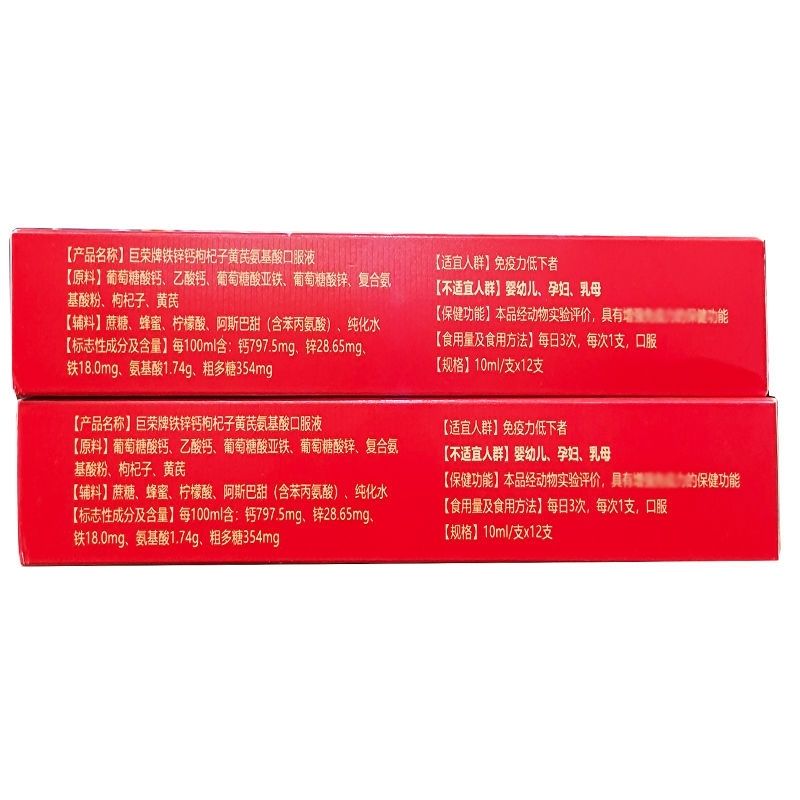 【产品名称】巨荣牌铁锌钙枸杞子黄芪氨基酸口服液
【原料】葡萄糖酸钙、乙酸钙、葡萄糖酸亚铁、葡萄糖酸锌、复合氨
基酸粉、枸杞子、黄芪
【辅料】蔗糖、蜂蜜、柠檬酸、阿斯巴甜（含苯丙氨酸）、纯化水
【标志性成分及含量】每100ml含：钙797.5mg、锌28.65mg、
铁18.0mg、氨基酸1.74g、粗多糖354mg
【适宜人群】免疫力低下者
【不适宜人群】婴幼儿、孕妇、乳母
【保健功能】本品经动物实验评价，具有的保健功能
【食用量及食用方法】每日3次，每次1支，口服
【规格】10ml/支x12支
【产品名称】巨荣牌铁锌钙枸杞子黄芪氨基酸口服液
【原料】葡萄糖酸钙、乙酸钙、葡萄糖酸亚铁、葡萄糖酸锌、复合氨
基酸粉、枸杞子、黄芪
【辅料】蔗糖、蜂蜜、柠檬酸、阿斯巴甜（含苯丙氨酸）、纯化水
【标志性成分及含量】每100ml含：钙797.5mg、锌28.65mg、
铁18.0mg、氨基酸1.74g、粗多糖354mg
【适宜人群】免疫力低下者
【不适宜人群】婴幼儿、孕妇、乳母
【保健功能】本品经动物实验评价，具有的保健功能
【食用量及食用方法】每日3次，每次1支，口服
【规格】10ml/支x12支